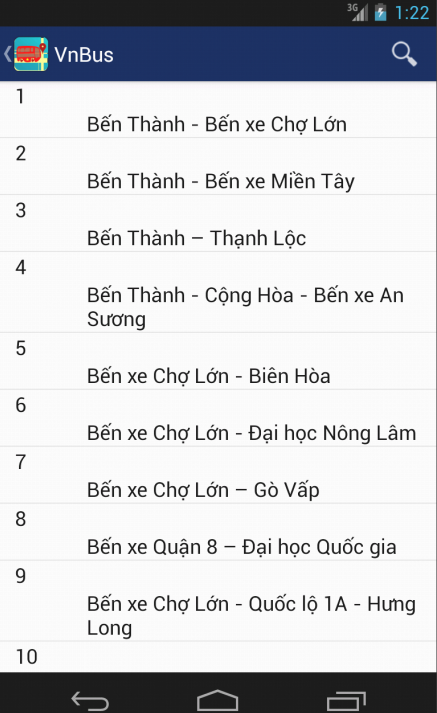 3G 1:22
VnBus
1
Bến Thành - Bến xe Chợ Lớn
2
Bến Thành - Bến xe Miền Tây
3
Bến Thành – Thạnh Lộc
4
Bến Thành - Cộng Hòa - Bến xe An
Sương
5
Bến xe Chợ Lớn - Biên Hòa
6
Bến xe Chợ Lớn - Đại học Nông Lâm
7
Bến xe Chợ Lớn – Gò Vấp
8
Bến xe Quận 8 – Đại học Quốc gia
9
Bến xe Chợ Lớn - Quốc lộ 1A - Hưng
Long
10